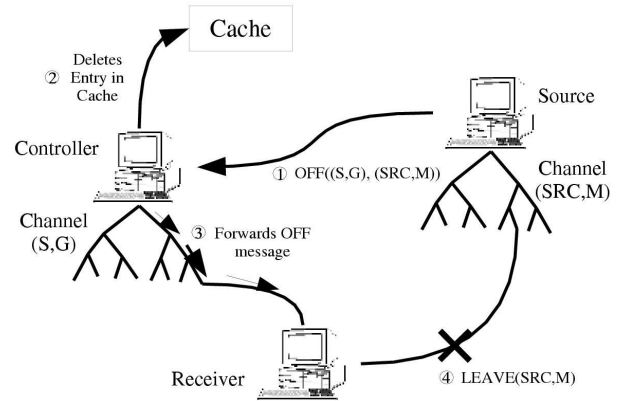 Cache
② Deletes
Entry in
Cache
Source
Controller
① OFF((S,G), (SRC,M))
Channel
(SRC,M)
Channel
(S,G)
③ Forwards OFF
message
Receiver
④ LEAVE(SRC,M)